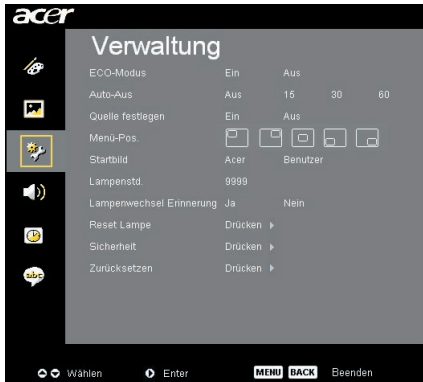 acer
Verwaltung
ECO-Modus Ein Aus
Auto-Aus Aus 15 30 60
Quelle festlegen Ein Aus
Menü-Pos.
Startbild Acer Benutzer
Lampenstd. 9999
Lampenwechsel Erinnerung Ja Nein
Reset Lampe Drücken
Sicherheit Drücken
Zurücksetzen Drücken
abc
Wählen Enter MENU BACK Beenden